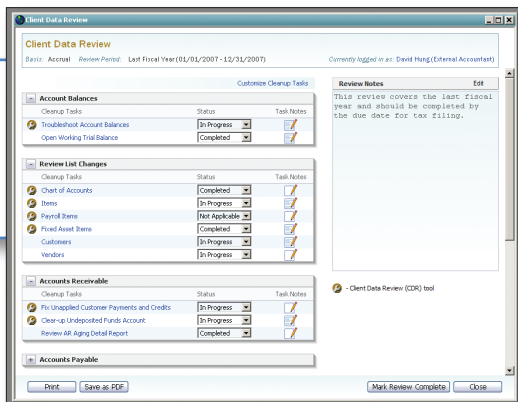 Client Data Review
Client Data Review
Basis: Accrual Review Period: Last Fiscal Year (01/01/2007 - 12/31/2007)
Currently logged in as: David Hung (External Accountant)
Customize Cleanup Tasks
Account Balances
Cleanup Tasks Status Task Notes
Troubleshoot Account Balances In Progress
Open Working Trial Balance Completed
Review List Changes
Cleanup Tasks Status Task Notes
Chart of Accounts Completed
Items In Progress
Payroll Items Not Applicable
Fixed Asset Items Completed
Customers In Progress
Vendors In Progress
Accounts Receivable
Cleanup Tasks Status Task Notes
Fix Unapplied Customer Payments and Credits In Progress
Clear-up Undeposited Funds Account In Progress
Review AR Aging Detail Report Completed
Accounts Payable
Review Notes Edit
This review covers the last fiscal
year and should be completed by
the due date for tax filing.
- Client Data Review (CDR) tool
Print Save as PDF Mark Review Complete Close